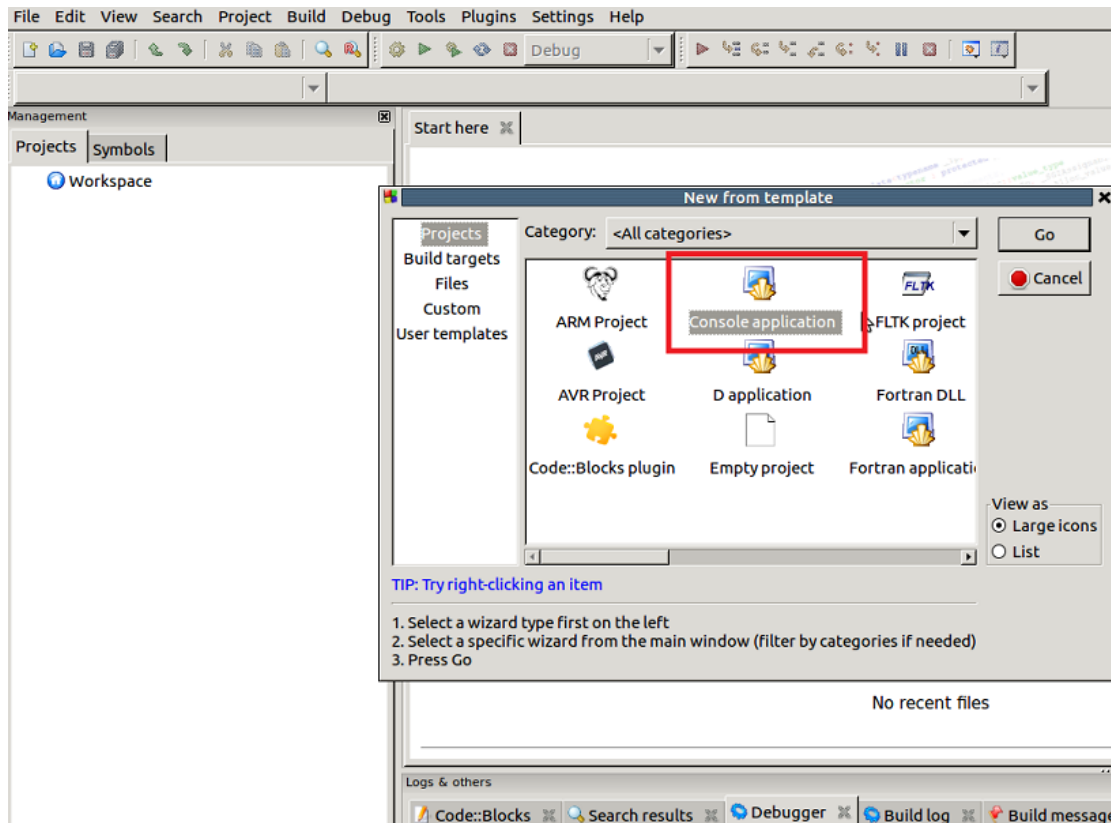 File Edit View Search Project Build Debug Tools Plugins Settings Help
Debug
Management
Projects Symbols
Workspace
Start here
New from template
Projects
Build targets
Files
Custom
User templates
Category: <All categories>
Go
Cancel
ARM Project Console application FLTK project
AVR Project D application Fortran DLL
Code::Blocks plugin Empty project Fortran applicati
View as
Large icons
List
TIP: Try right-clicking an item
1. Select a wizard type first on the left
2. Select a specific wizard from the main window (filter by categories if needed)
3. Press Go
No recent files
Logs & others
Code::Blocks Search results Debugger Build log Build message